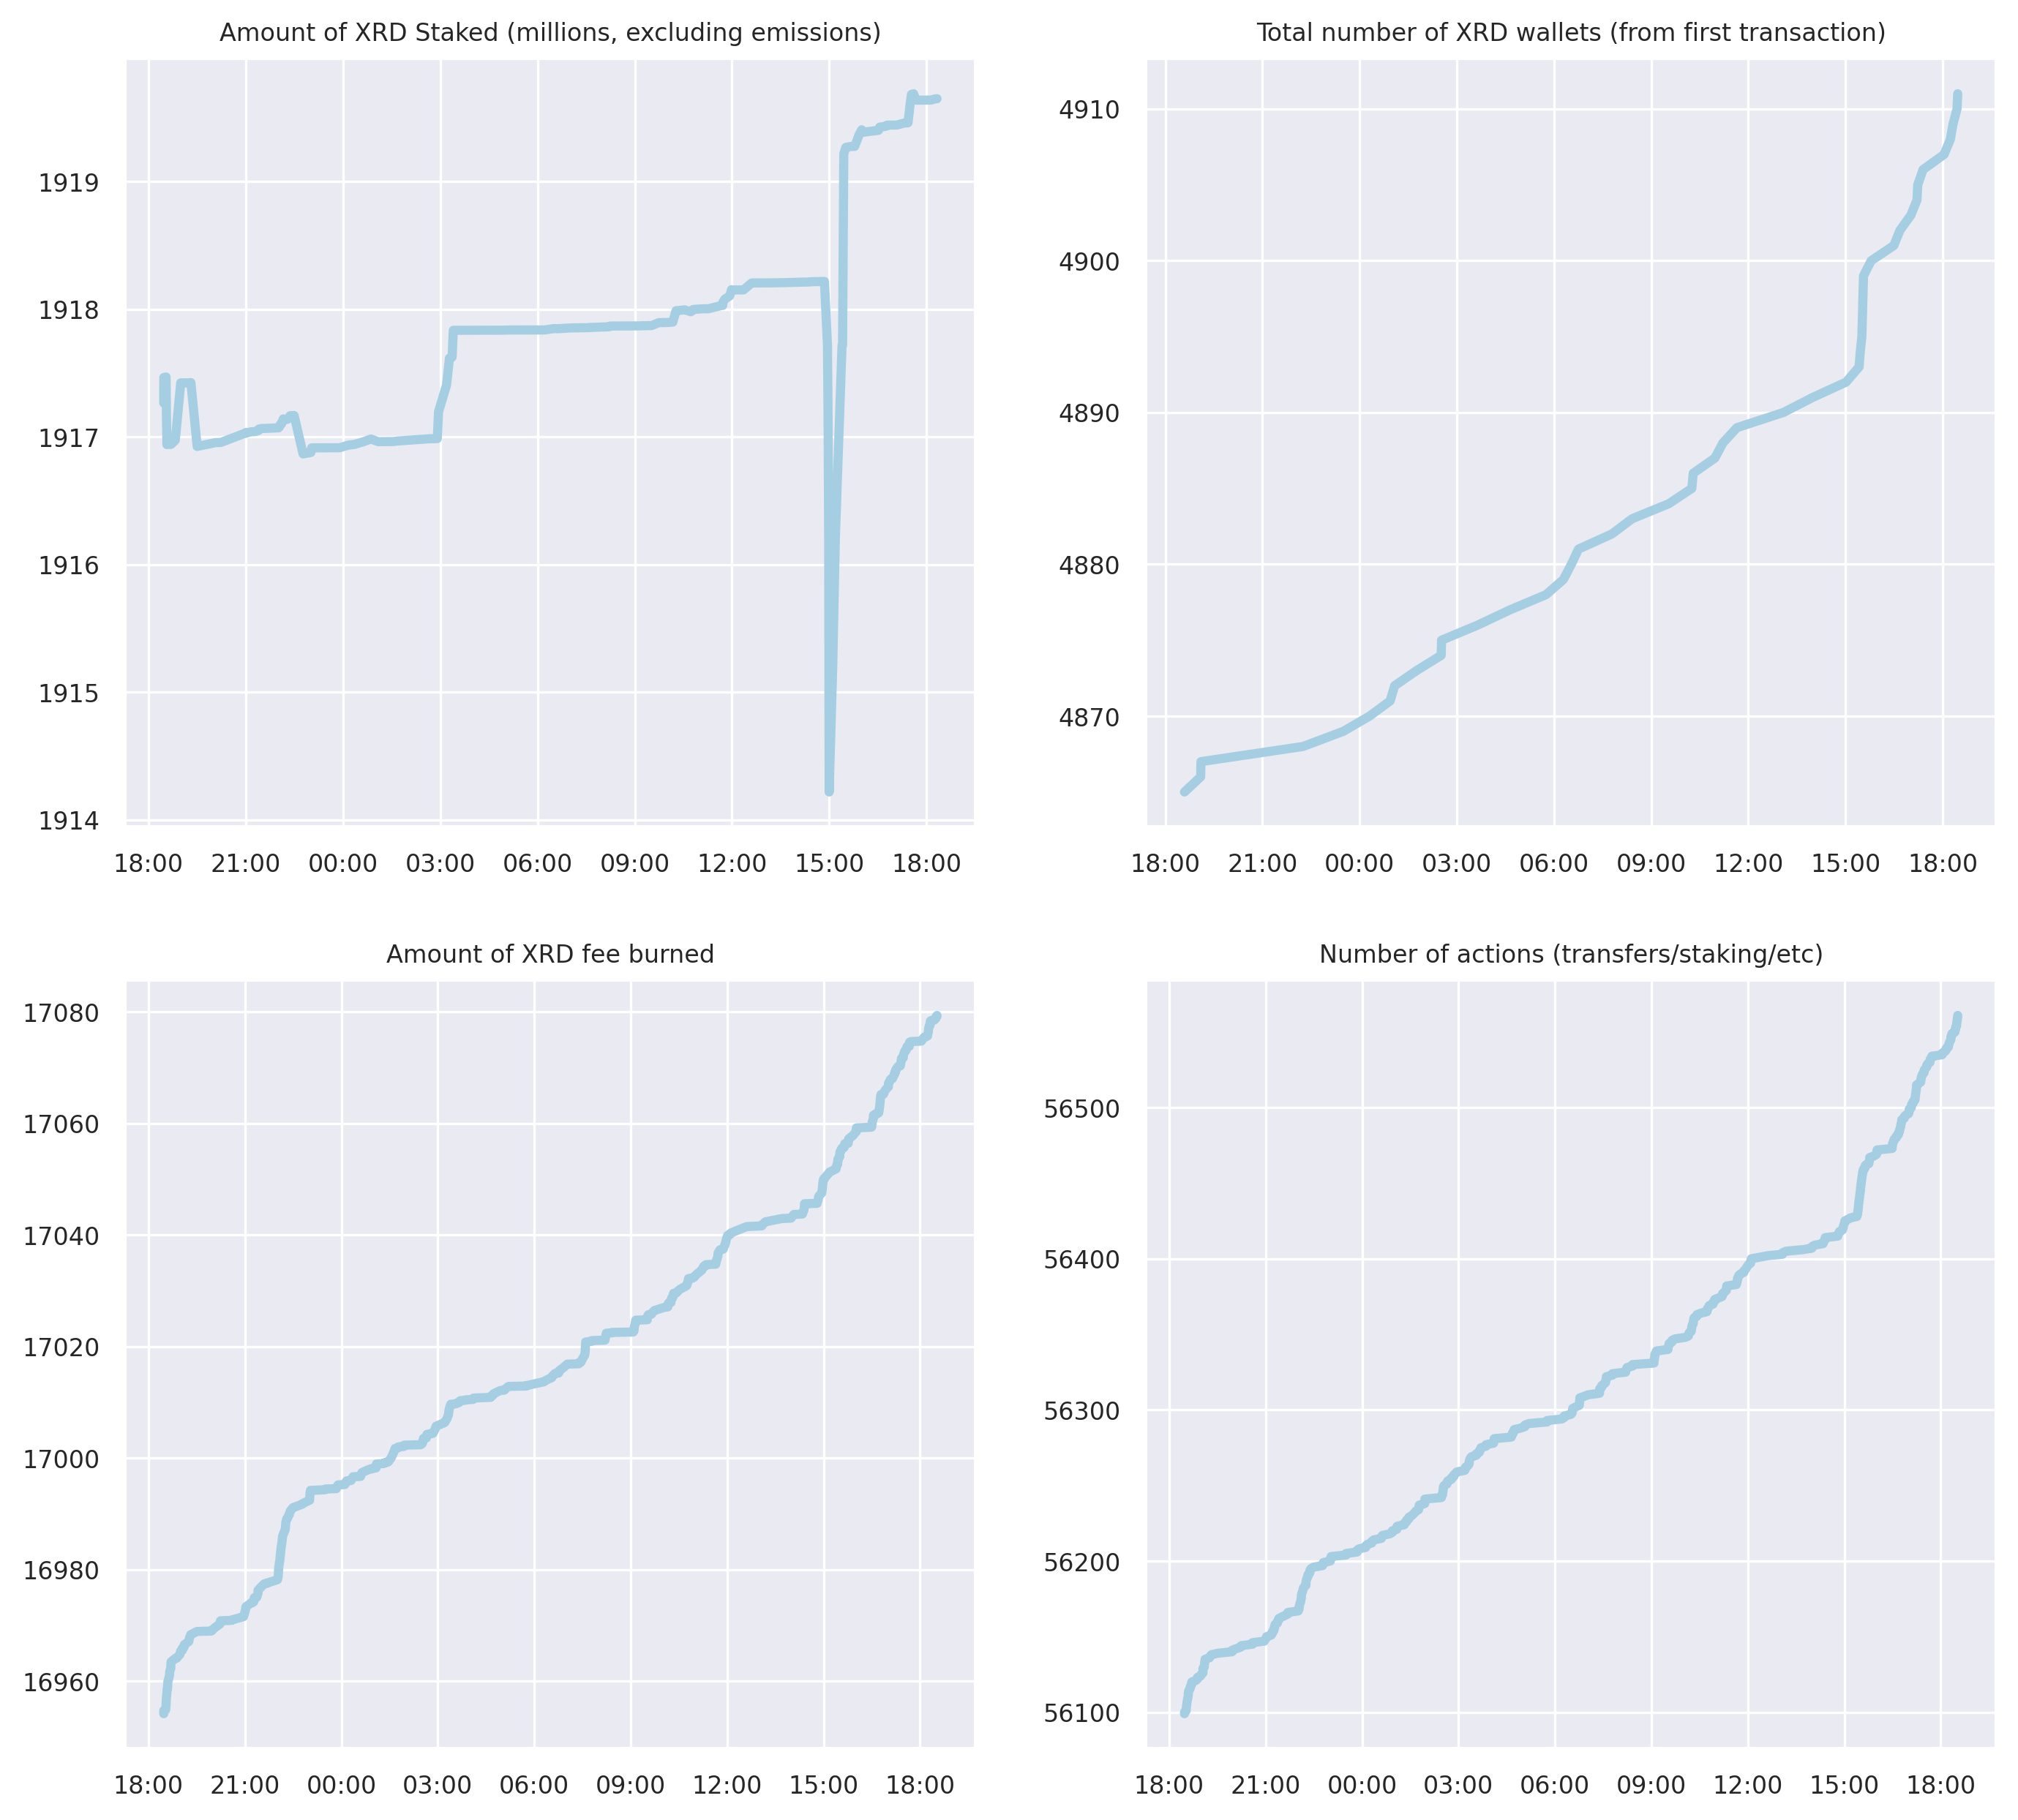 Amount of XRD Staked (millions, excluding emissions)
1919
1918
1917
1916
1915
1914
18:00 21:00 00:00 03:00 06:00 09:00 12:00 15:00 18:00
Total number of XRD wallets (from first transaction)
4910
4900
4890
4880
4870
18:00 21:00 00:00 03:00 06:00 09:00 12:00 15:00 18:00
Amount of XRD fee burned
17080
17060
17040
17020
17000
16980
16960
18:00 21:00 00:00 03:00 06:00 09:00 12:00 15:00 18:00
Number of actions (transfers/staking/etc)
56500
56400
56300
56200
56100
18:00 21:00 00:00 03:00 06:00 09:00 12:00 15:00 18:00